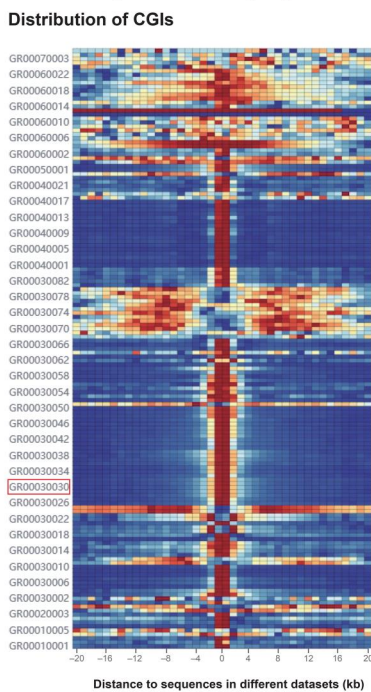 Distribution of CGIs
GR00070003
GR00060022
GR00060018
GR00060014
GR00060010
GR00060006
GR00060002
GR00050001
GR00040021
GR00040017
GR00040013
GR00040009
GR00040005
GR00040001
GR00030082
GR00030078
GR00030074
GR00030070
GR00030066
GR00030062
GR00030058
GR00030054
GR00030050
GR00030046
GR00030042
GR00030038
GR00030034
GR00030030
GR00030026
GR00030022
GR00030018
GR00030014
GR00030010
GR00030006
GR00030002
GR00020003
GR00010005
GR00010001
−20 −16 −12 −8 −4 0 4 8 12 16 20
Distance to sequences in different datasets (kb)